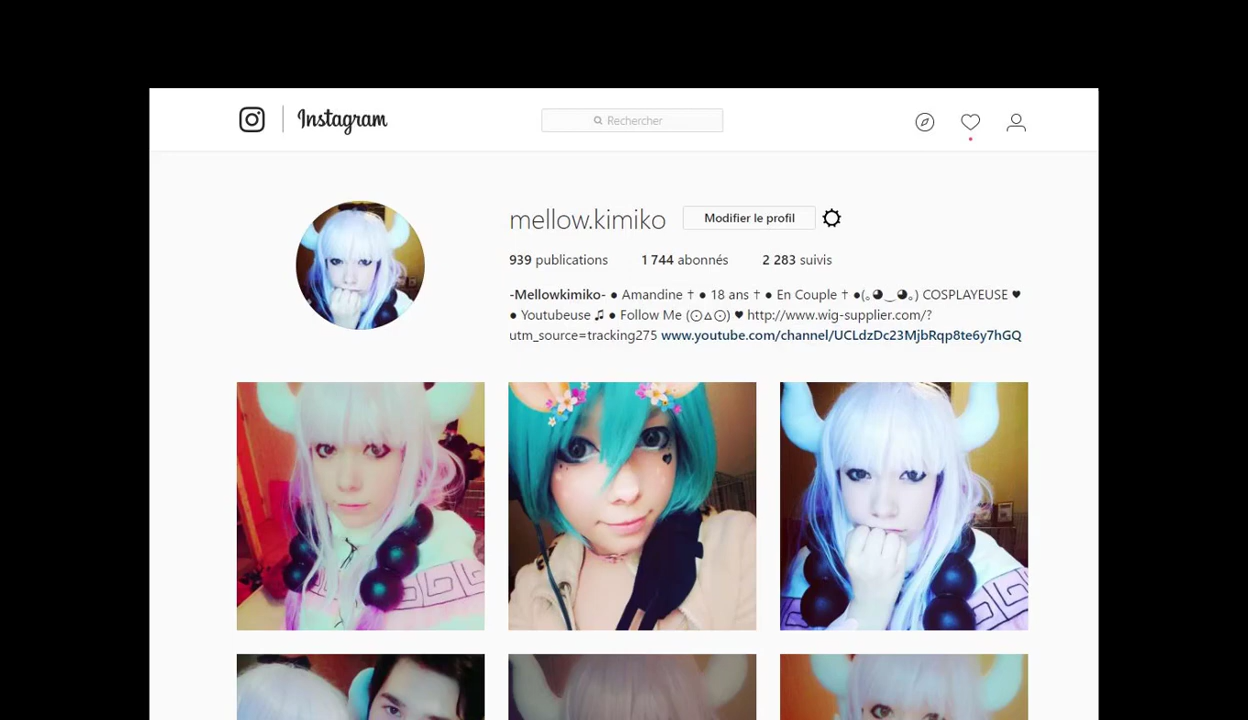 Instagram
Rechercher
mellow.kimiko
Modifier le profil
939 publications 1 744 abonnés 2 283 suivis
-Mellowkimiko- ● Amandine † ● 18 ans † ● En Couple † ●(｡◕‿◕｡) COSPLAYEUSE ♥
● Youtubeuse ♫ ● Follow Me (⊙▵⊙) ♥ http://www.wig-supplier.com/?
utm_source=tracking275 www.youtube.com/channel/UCLdzDc23MjbRqp8te6y7hGQ